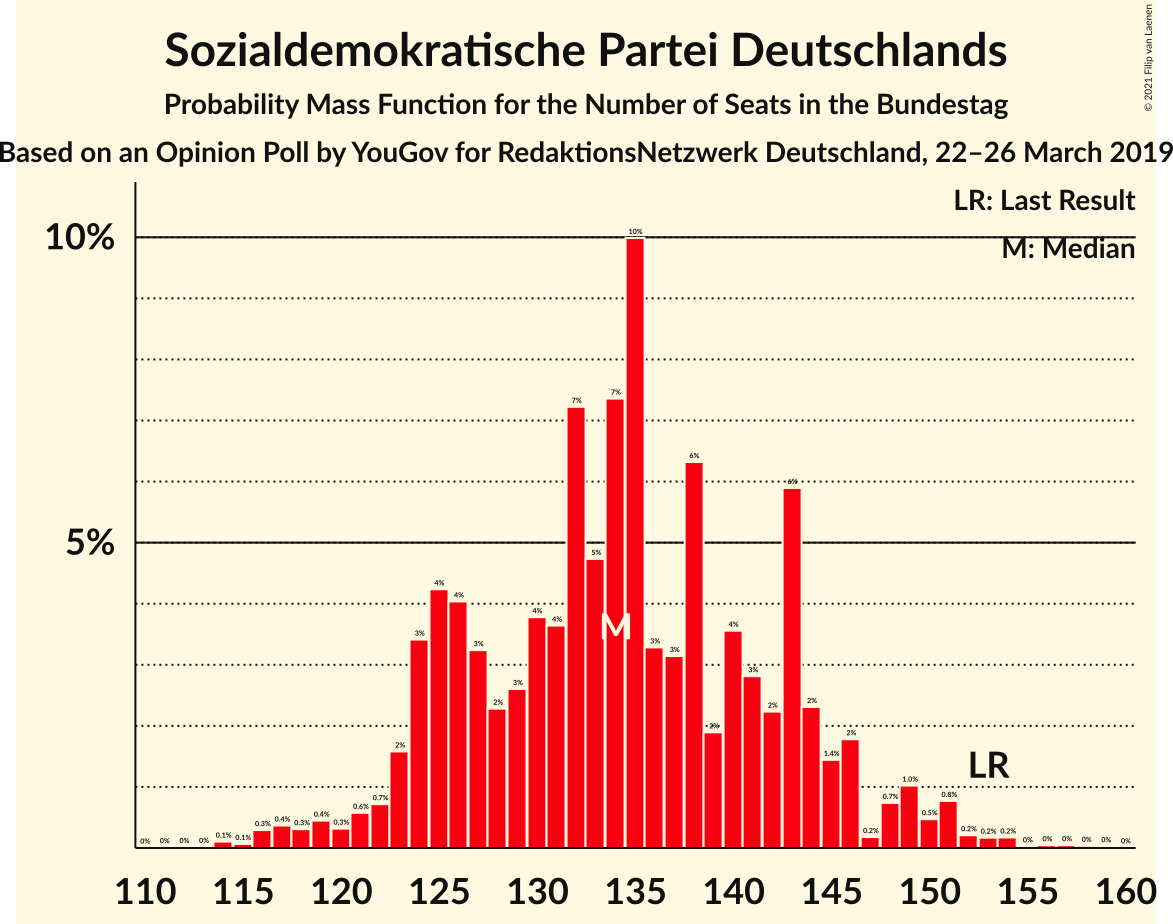 Sozialdemokratische Partei Deutschlands
Probability Mass Function for the Number of Seats in the Bundestag
Based on an Opinion Poll by YouGov for RedaktionsNetzwerk Deutschland, 22–26 March 2019
© 2021 Filip van Laenen
LR: Last Result
M: Median
10%
5%
0% 0% 0% 0% 0.1% 0.1% 0.3% 0.4% 0.3% 0.4% 0.3% 0.6% 0.7% 2% 3% 4% 4% 3% 2% 3% 4% 4% 7% 5% 7% 10% 3% 3% 6% 2% 4% 3% 2% 6% 2% 1.4% 2% 0.2% 0.7% 1.0% 0.5% 0.8% 0.2% 0.2% 0.2% 0% 0% 0% 0% 0% 0%
M
LR
110 115 120 125 130 135 140 145 150 155 160